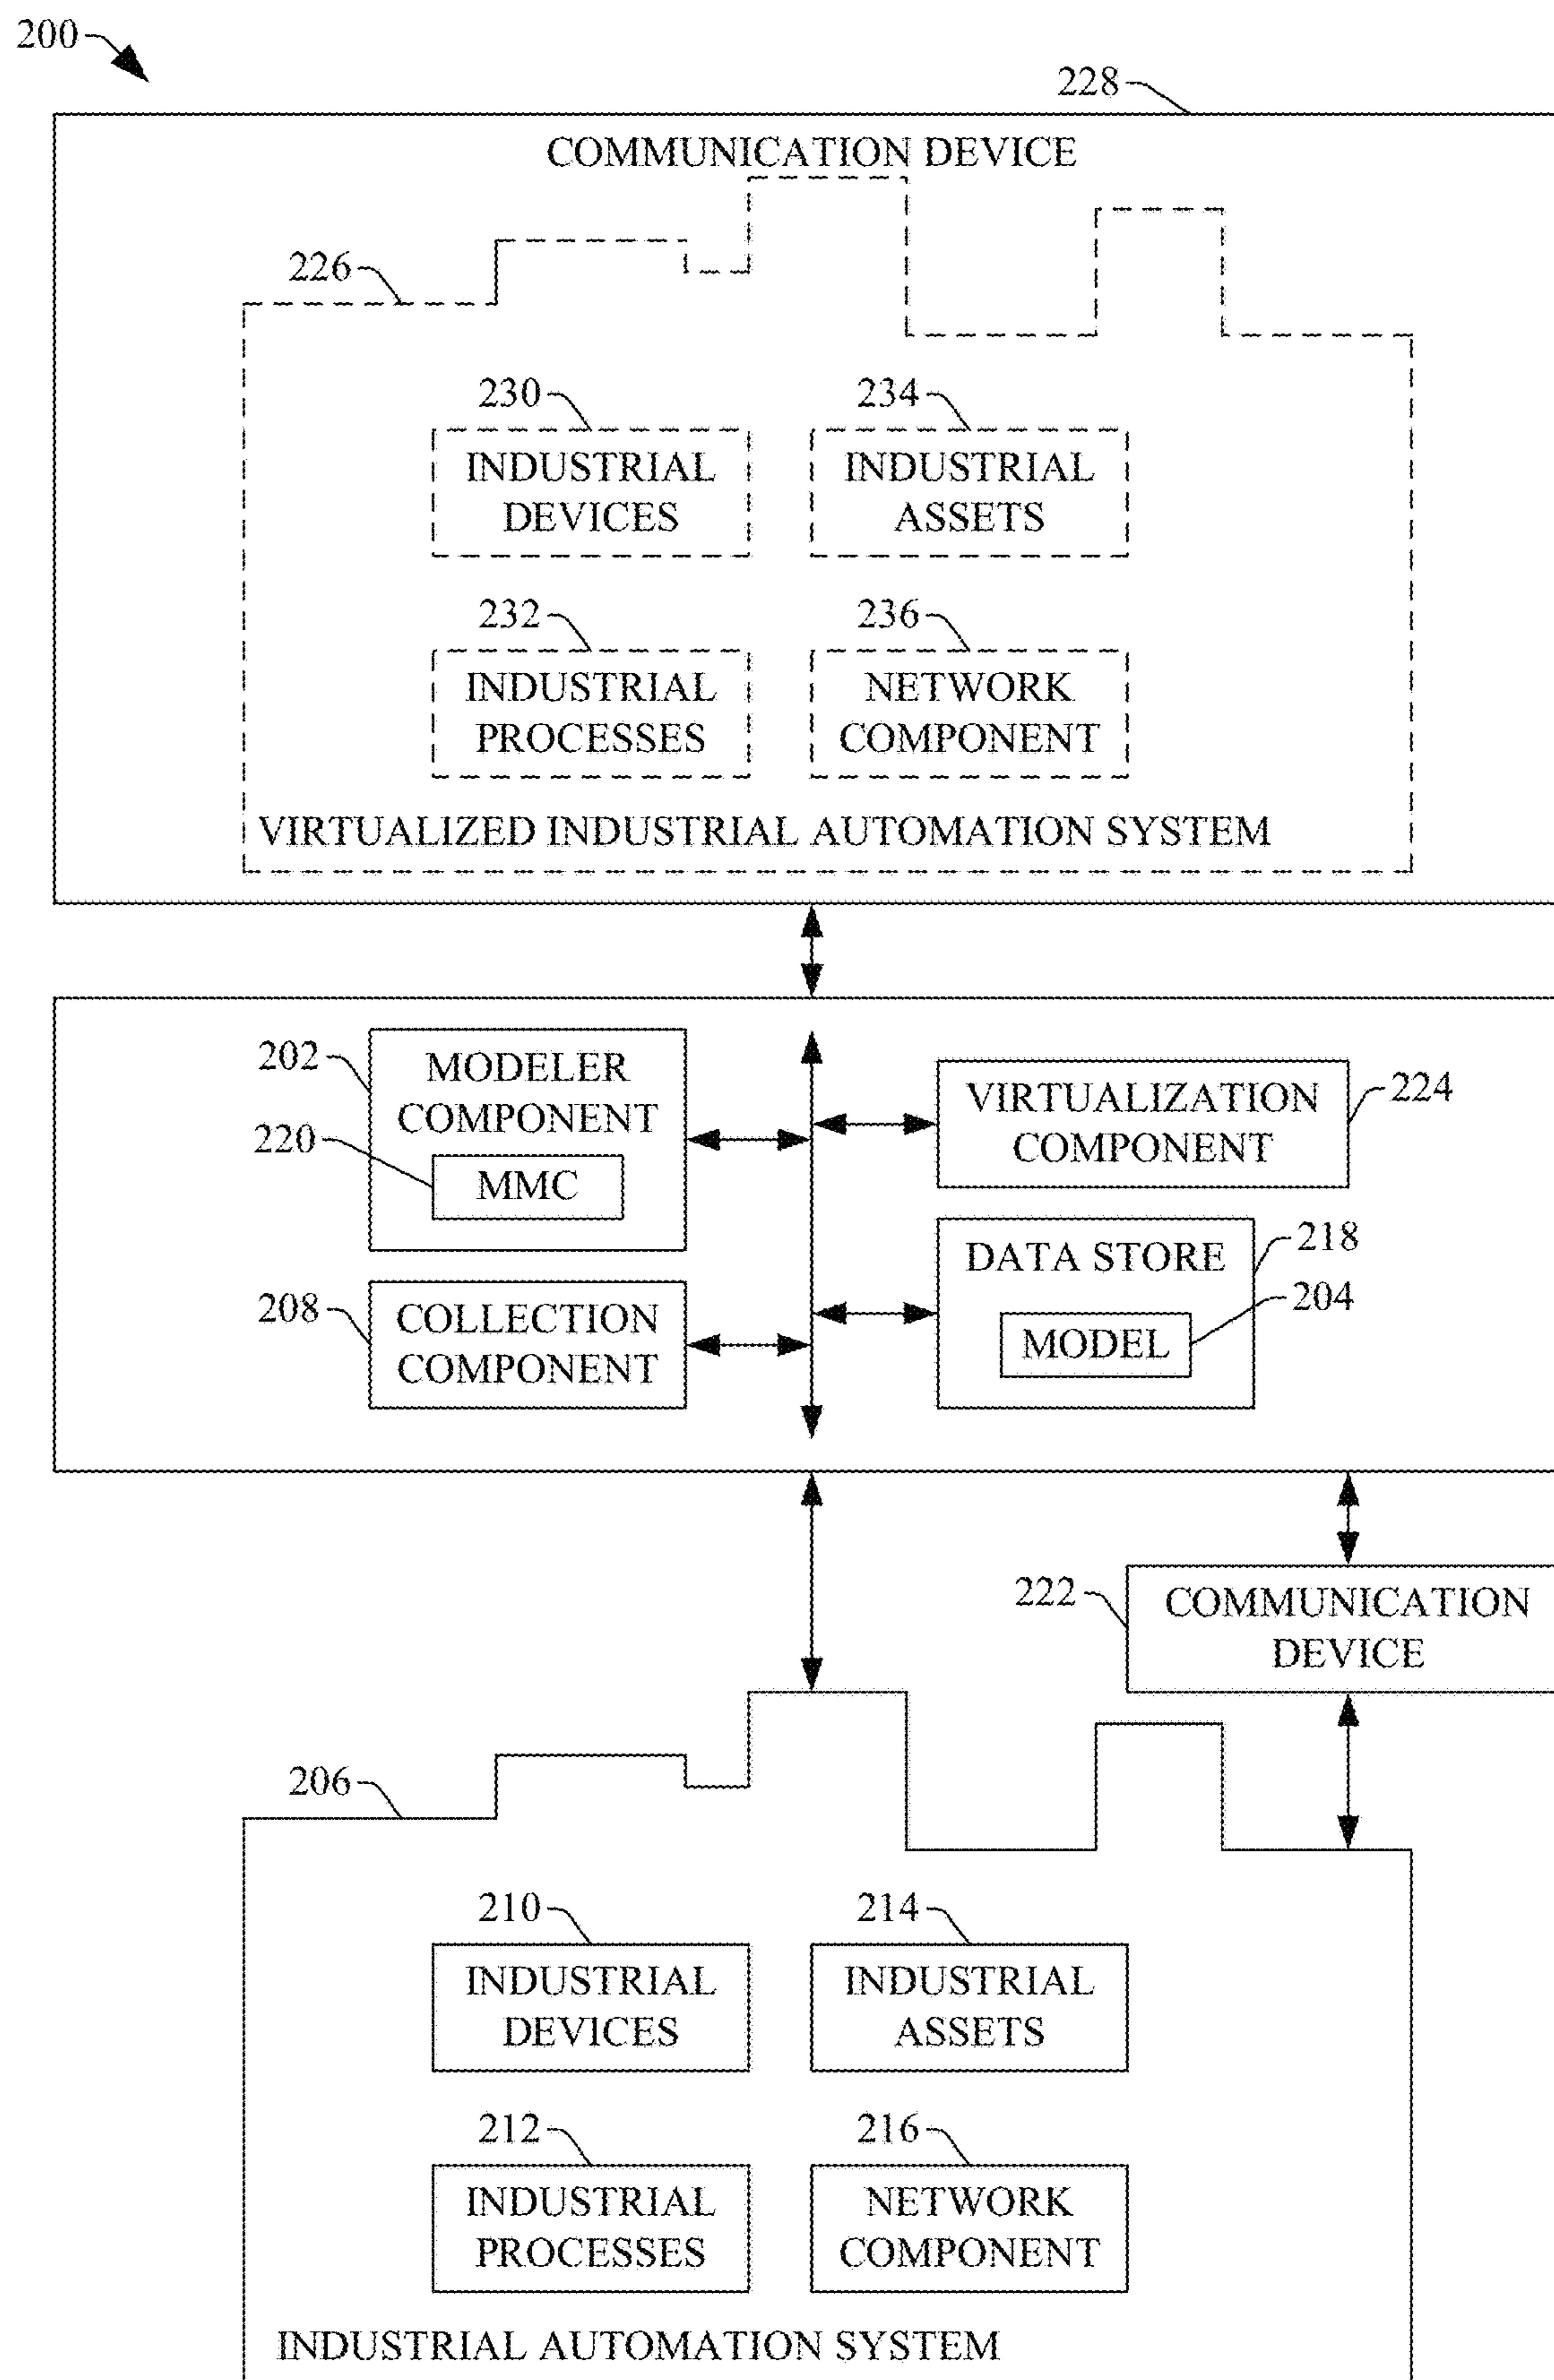 200
228
COMMUNICATION DEVICE
226
230
234
INDUSTRIAL
DEVICES
INDUSTRIAL
ASSETS
232
236
INDUSTRIAL
PROCESSES
NETWORK
COMPONENT
VIRTUALIZED INDUSTRIAL AUTOMATION SYSTEM
202
MODELER
COMPONENT
220
MMC
VIRTUALIZATION
COMPONENT
224
208
COLLECTION
COMPONENT
DATA STORE
218
204
MODEL
222
COMMUNICATION
DEVICE
206
210
214
INDUSTRIAL
DEVICES
INDUSTRIAL
ASSETS
212
216
INDUSTRIAL
PROCESSES
NETWORK
COMPONENT
INDUSTRIAL AUTOMATION SYSTEM